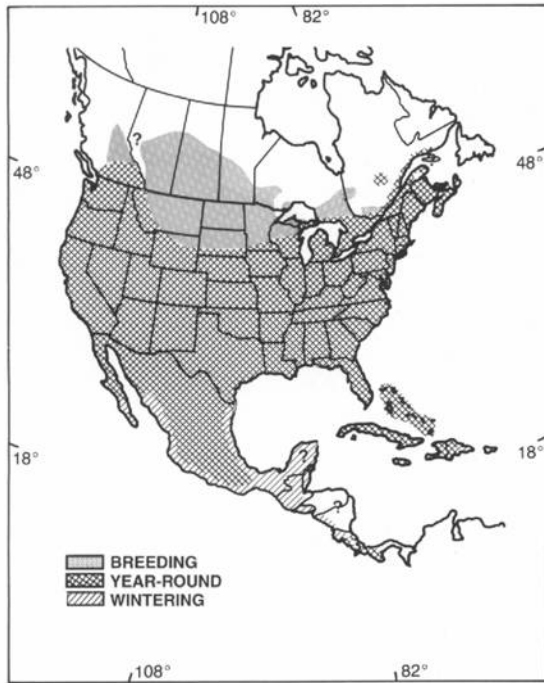 108° 82°
?
48° 48°
18° 18°
?
?
BREEDING
YEAR-ROUND
WINTERING
108° 82°